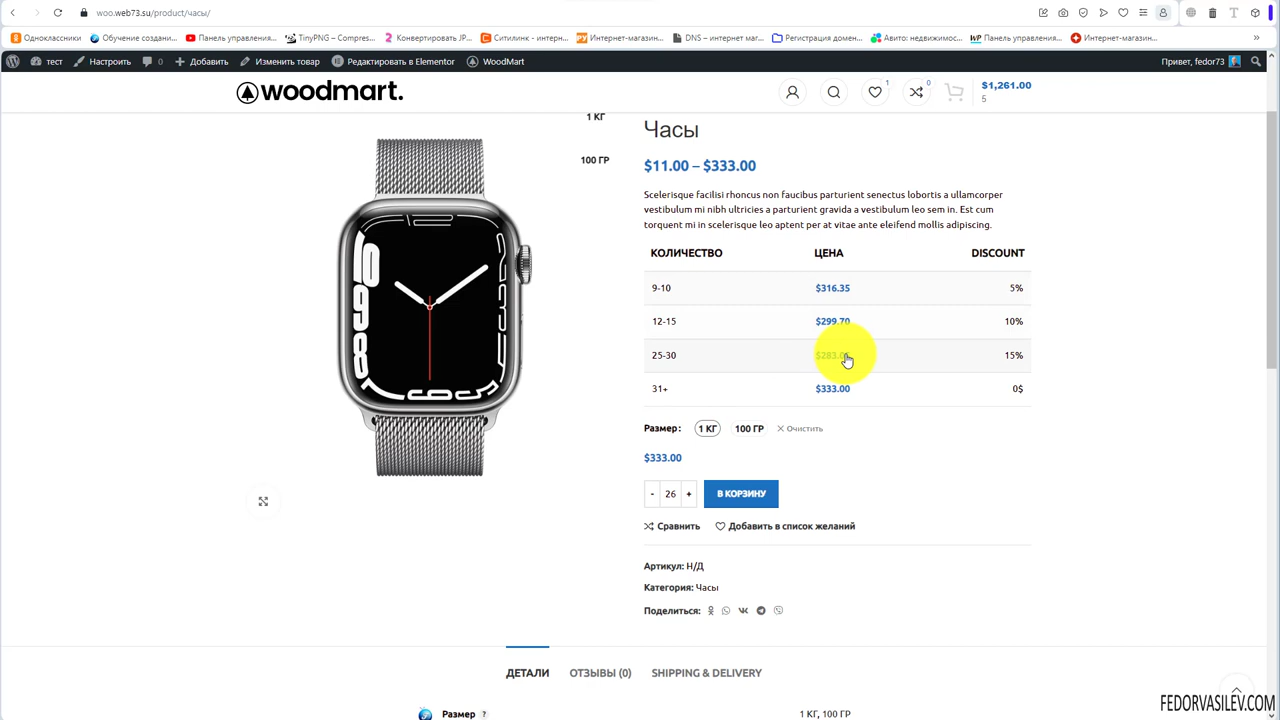 woo.web73.su/product/часы/
Одноклассники Обучение создани... Панель управления... TinyPNG – Compres... Конвертировать JP... Ситилинк - интерн... Интернет-магазин... DNS – интернет маг... Регистрация домен... Авито: недвижимос... Панель управления... Интернет-магазин...
тест Настроить 0 Добавить Изменить товар Редактировать в Elementor WoodMart Привет, fedor73
woodmart. 1 0 $1,261.00
5
1 КГ
100 ГР
Часы
$11.00 – $333.00
Scelerisque facilisi rhoncus non faucibus parturient senectus lobortis a ullamcorper
vestibulum mi nibh ultricies a parturient gravida a vestibulum leo sem in. Est cum
torquent mi in scelerisque leo aptent per at vitae ante eleifend mollis adipiscing.
КОЛИЧЕСТВО ЦЕНА DISCOUNT
9-10 $316.35 5%
12-15 $299.70 10%
25-30 15%
31+ $333.00 0$
Размер: 1 КГ 100 ГР Очистить
$333.00
- 26 + В КОРЗИНУ
Сравнить Добавить в список желаний
Артикул: Н/Д
Категория: Часы
Поделиться:
ДЕТАЛИ ОТЗЫВЫ (0) SHIPPING & DELIVERY
Размер ? 1 КГ, 100 ГР
FEDORVASILEV.COM